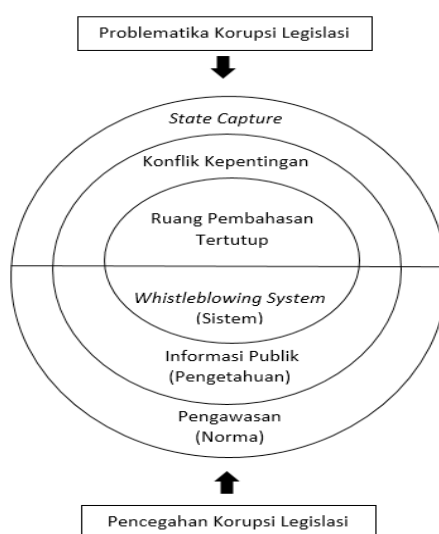 Problematika Korupsi Legislasi
State Capture
Konflik Kepentingan
Ruang Pembahasan
Tertutup
Whistleblowing System
(Sistem)
Informasi Publik
(Pengetahuan)
Pengawasan
(Norma)
Pencegahan Korupsi Legislasi